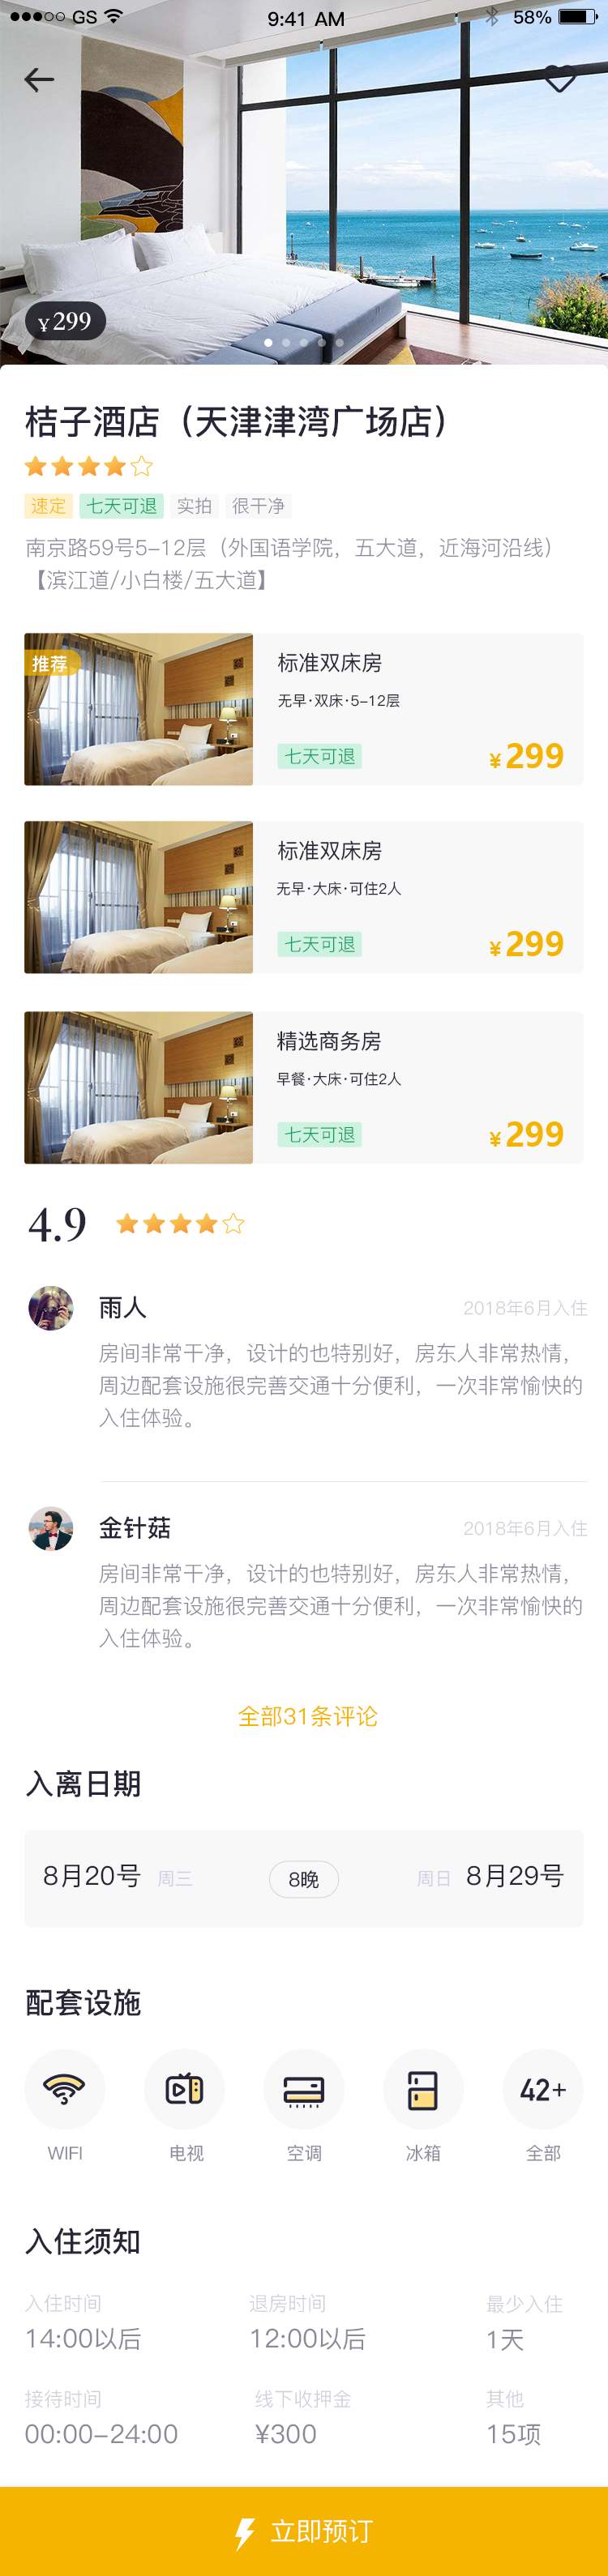 GS 9:41 AM 58%
¥299
桔子酒店（天津津湾广场店）
速定 七天可退 实拍 很干净
南京路59号5-12层（外国语学院，五大道，近海河沿线）
【滨江道/小白楼/五大道】
推荐
标准双床房
无早·双床·5-12层
七天可退 ¥299
标准双床房
无早·大床·可住2人
七天可退 ¥299
精选商务房
早餐·大床·可住2人
七天可退 ¥299
4.9
雨人 2018年6月入住
房间非常干净，设计的也特别好，房东人非常热情，
周边配套设施很完善交通十分便利，一次非常愉快的
入住体验。
金针菇 2018年6月入住
房间非常干净，设计的也特别好，房东人非常热情，
周边配套设施很完善交通十分便利，一次非常愉快的
入住体验。
全部31条评论
入离日期
8月20号 周三 8晚 周日 8月29号
配套设施
42+
WIFI 电视 空调 冰箱 全部
入住须知
入住时间 退房时间 最少入住
14:00以后 12:00以后 1天
接待时间 线下收押金 其他
00:00-24:00 ¥300 15项
立即预订